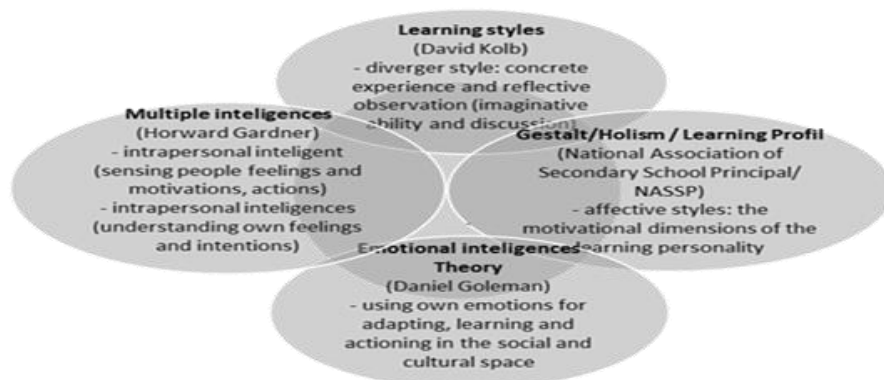 Learning styles
(David Kolb)
- diverger style: concrete
experience and reflective
observation (imaginative
ability and discussion)
Multiple inteligences
(Horward Gardner)
- intrapersonal inteligent
(sensing people feelings and
motivations, actions)
- intrapersonal inteligences
(understanding own feelings
and intentions)
Gestalt/Holism / Learning Profil
(National Association of
Secondary School Principal/
NASSP)
- affective styles: the
motivational dimensions of the
learning personality
Emotional inteligences
Theory
(Daniel Goleman)
- using own emotions for
adapting, learning and
actioning in the social and
cultural space